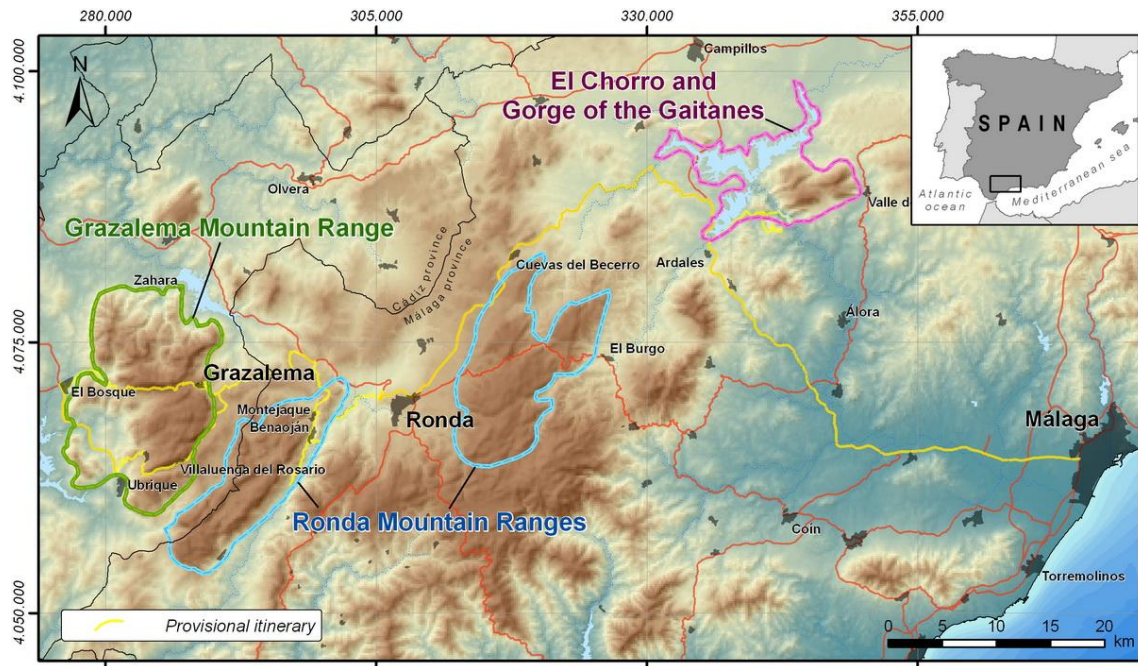 280.000
305.000
330.000
355.000
4.100.000
4.075.000
4.050.000
N
Campillos
El Chorro and
Gorge of the Gaitanes
SPAIN
Atlantic
ocean
Mediterranean sea
Olvera
Valle d
Grazalema Mountain Range
Zahara
Cádiz province
Málaga province
Cuevas del Becerro
Ardales
Álora
El Burgo
Grazalema
El Bosque
Montejaque
Benaoján
Ronda
Málaga
Villaluenga del Rosario
Ubrique
Ronda Mountain Ranges
Coín
Torremolinos
Provisional itinerary
0 5 10 15 20
km